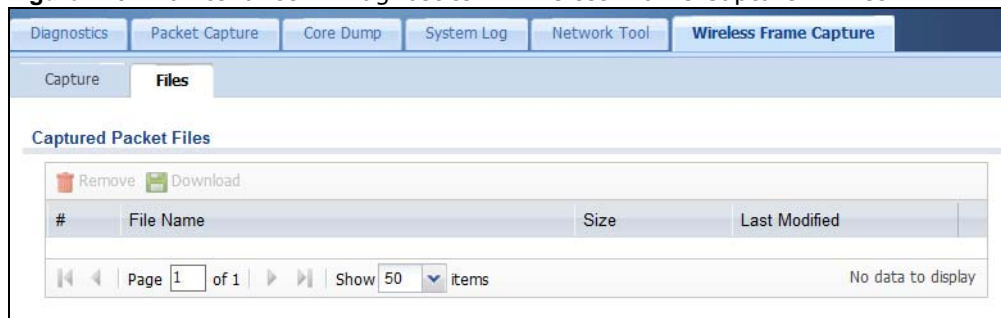 Diagnostics Packet Capture Core Dump System Log Network Tool Wireless Frame Capture
Capture Files
Captured Packet Files
Remove Download
# File Name Size Last Modified
Page 1 of 1 Show 50 items No data to display